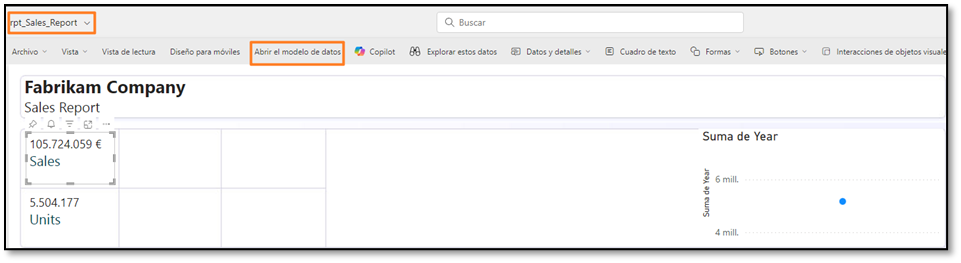 rpt_Sales_Report
Buscar
Archivo Vista Vista de lectura Diseño para móviles Abrir el modelo de datos Copilot Explorar estos datos Datos y detalles Cuadro de texto Formas Botones Interacciones de objetos visuale
Fabrikam Company
Sales Report
105.724.059 €
Sales
5.504.177
Units
Suma de Year
Suma de Year
6 mill.
4 mill.